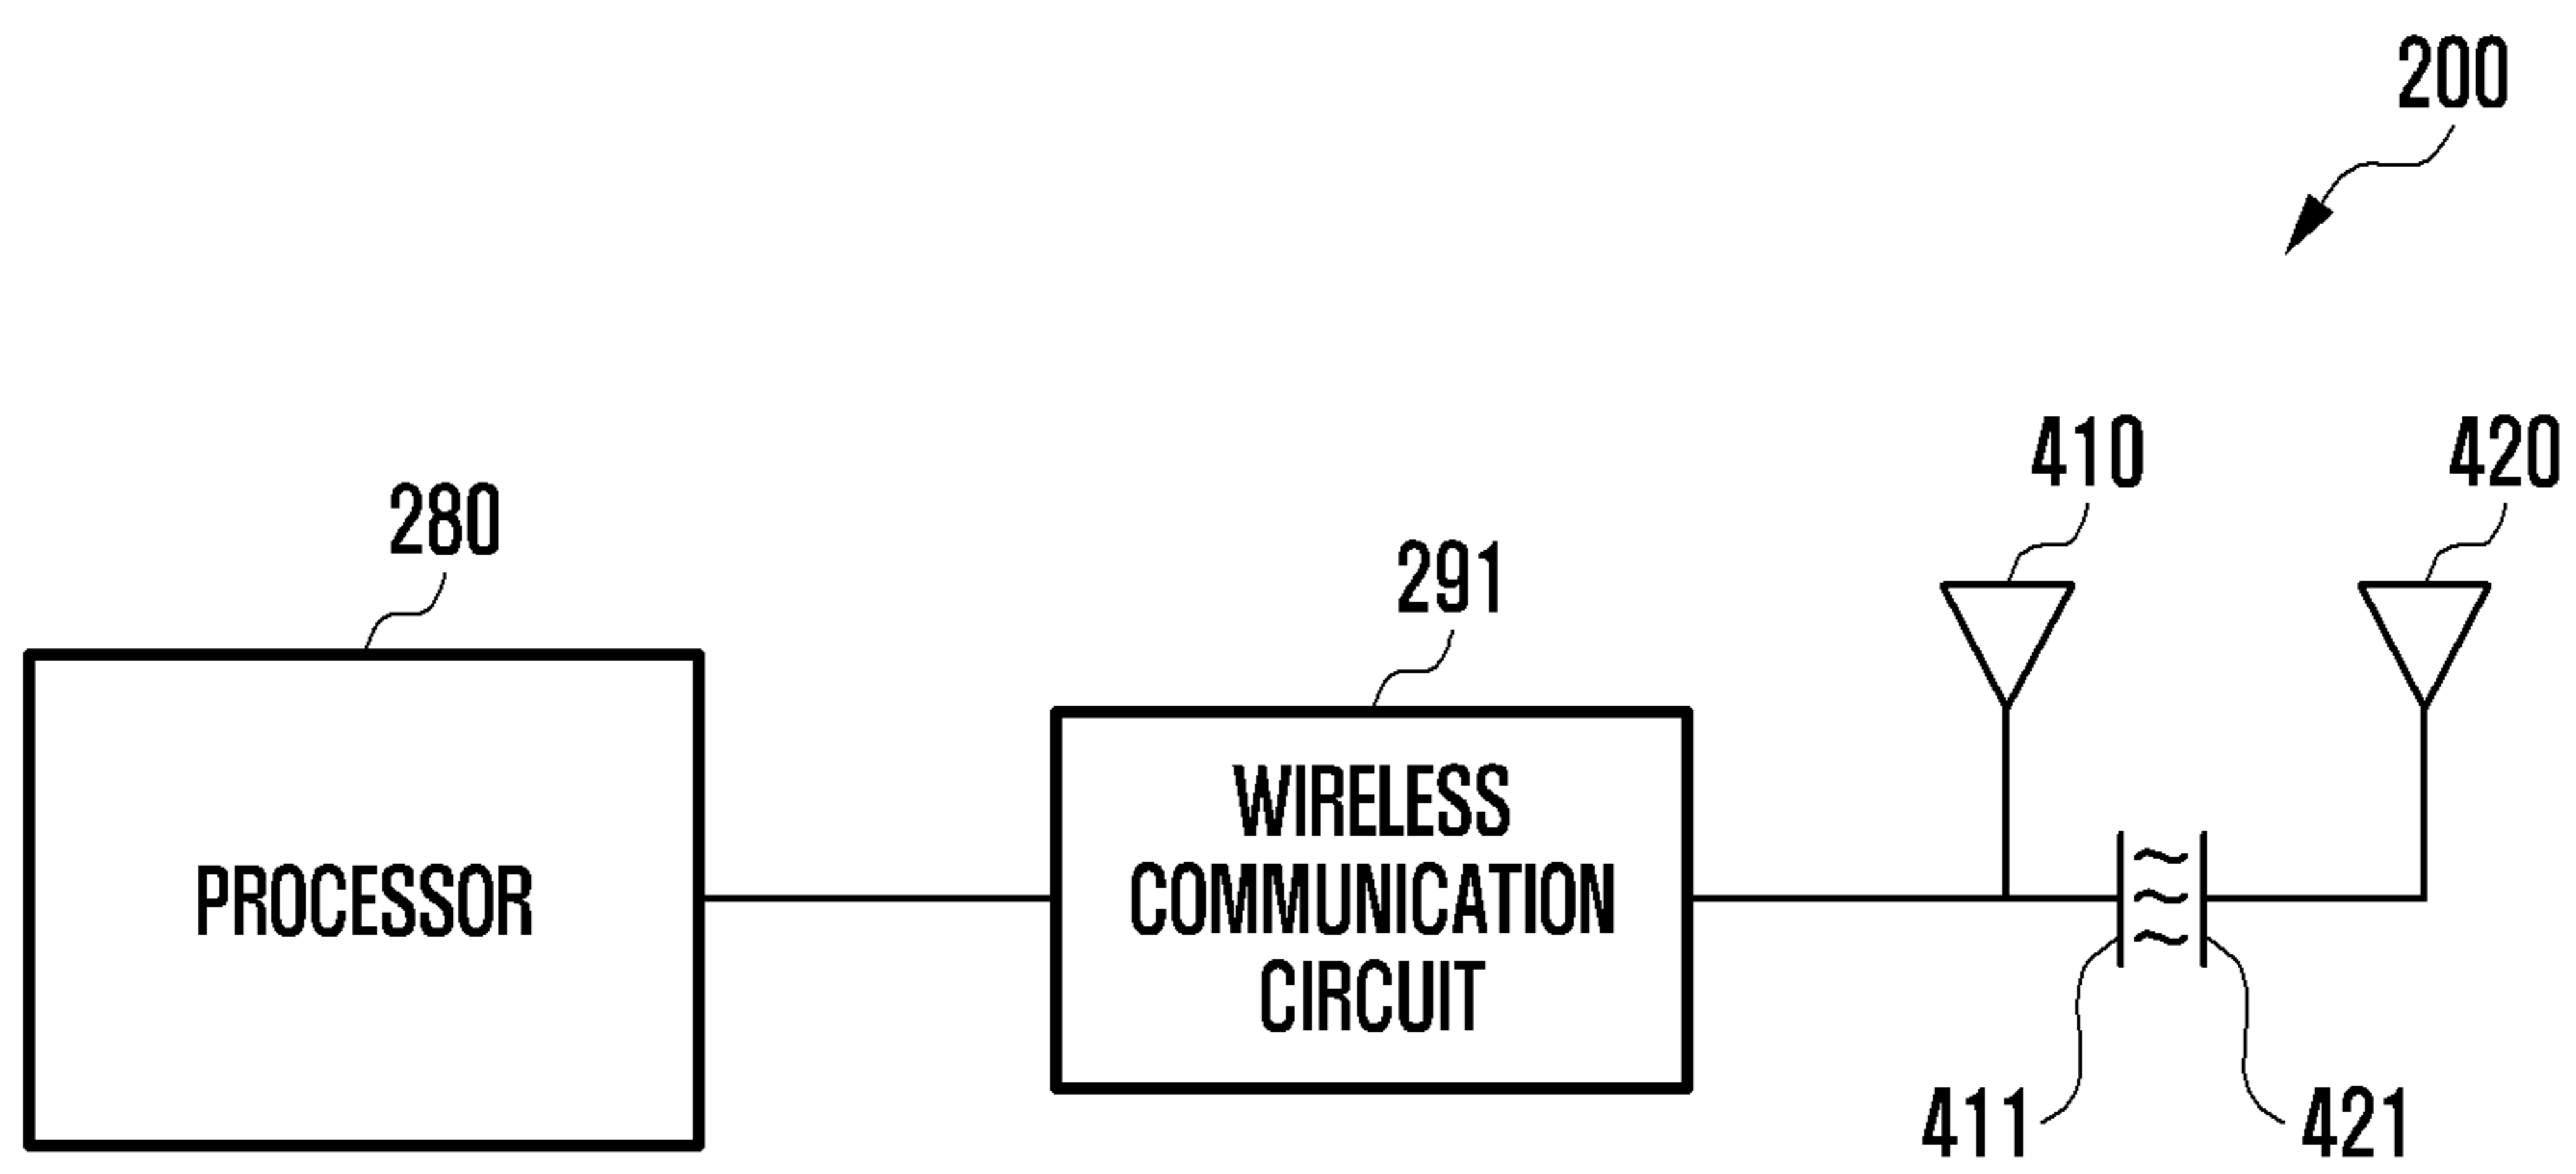 200
410
420
280
291
PROCESSOR
WIRELESS
COMMUNICATION
CIRCUIT
411
421